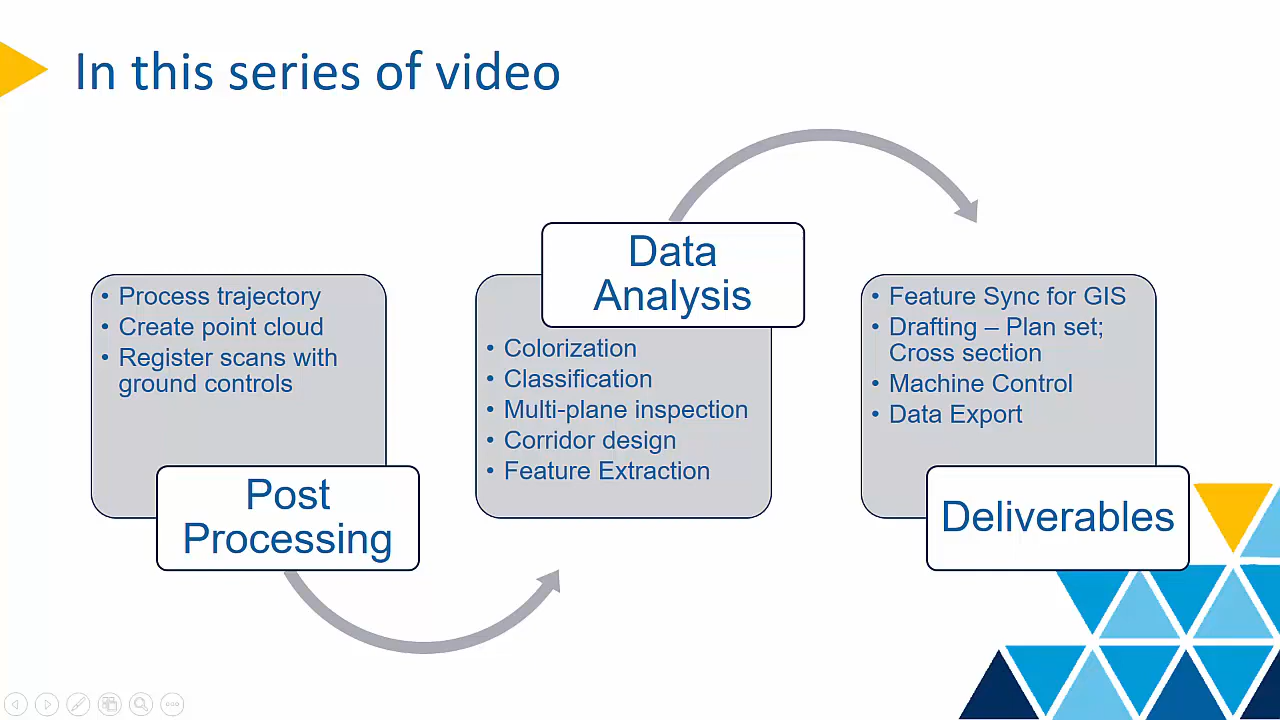 In this series of video
• Process trajectory
• Create point cloud
• Register scans with
ground controls
Post
Processing
Data
Analysis
• Colorization
• Classification
• Multi-plane inspection
• Corridor design
• Feature Extraction
• Feature Sync for GIS
• Drafting – Plan set;
Cross section
• Machine Control
• Data Export
Deliverables